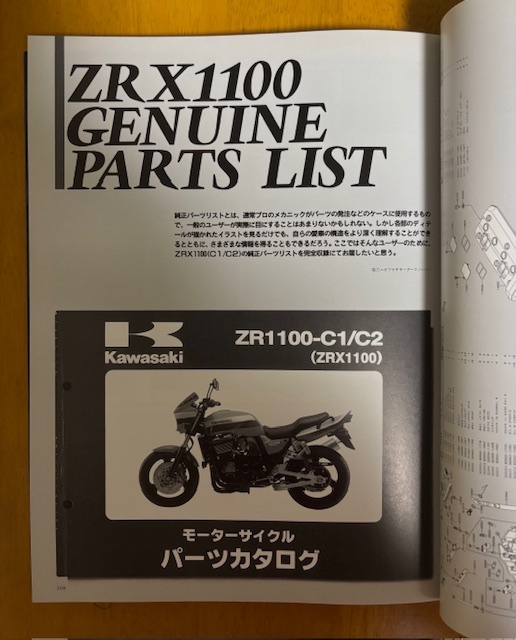 ZRX1100
GENUINE
PARTS LIST
純正パーツリストとは、通常プロのメカニックがパーツの発注などのケースに使用するもの
で、一般のユーザーが実際に目にすることはあまりないかもしれない。しかし各部のディテ
ールが描かれたイラストを見るだけでも、自らの愛車の構造をより深く理解することができ
るとともに、さまざまな情報を得ることもできるだろう。ここではそんなユーザーのために、
ZRX1100(C1/C2)の純正パーツリストを完全収録にてお届けしたいと思う。
Kawasaki
ZR1100-C1/C2
(ZRX1100)
モーターサイクル
パーツカタログ